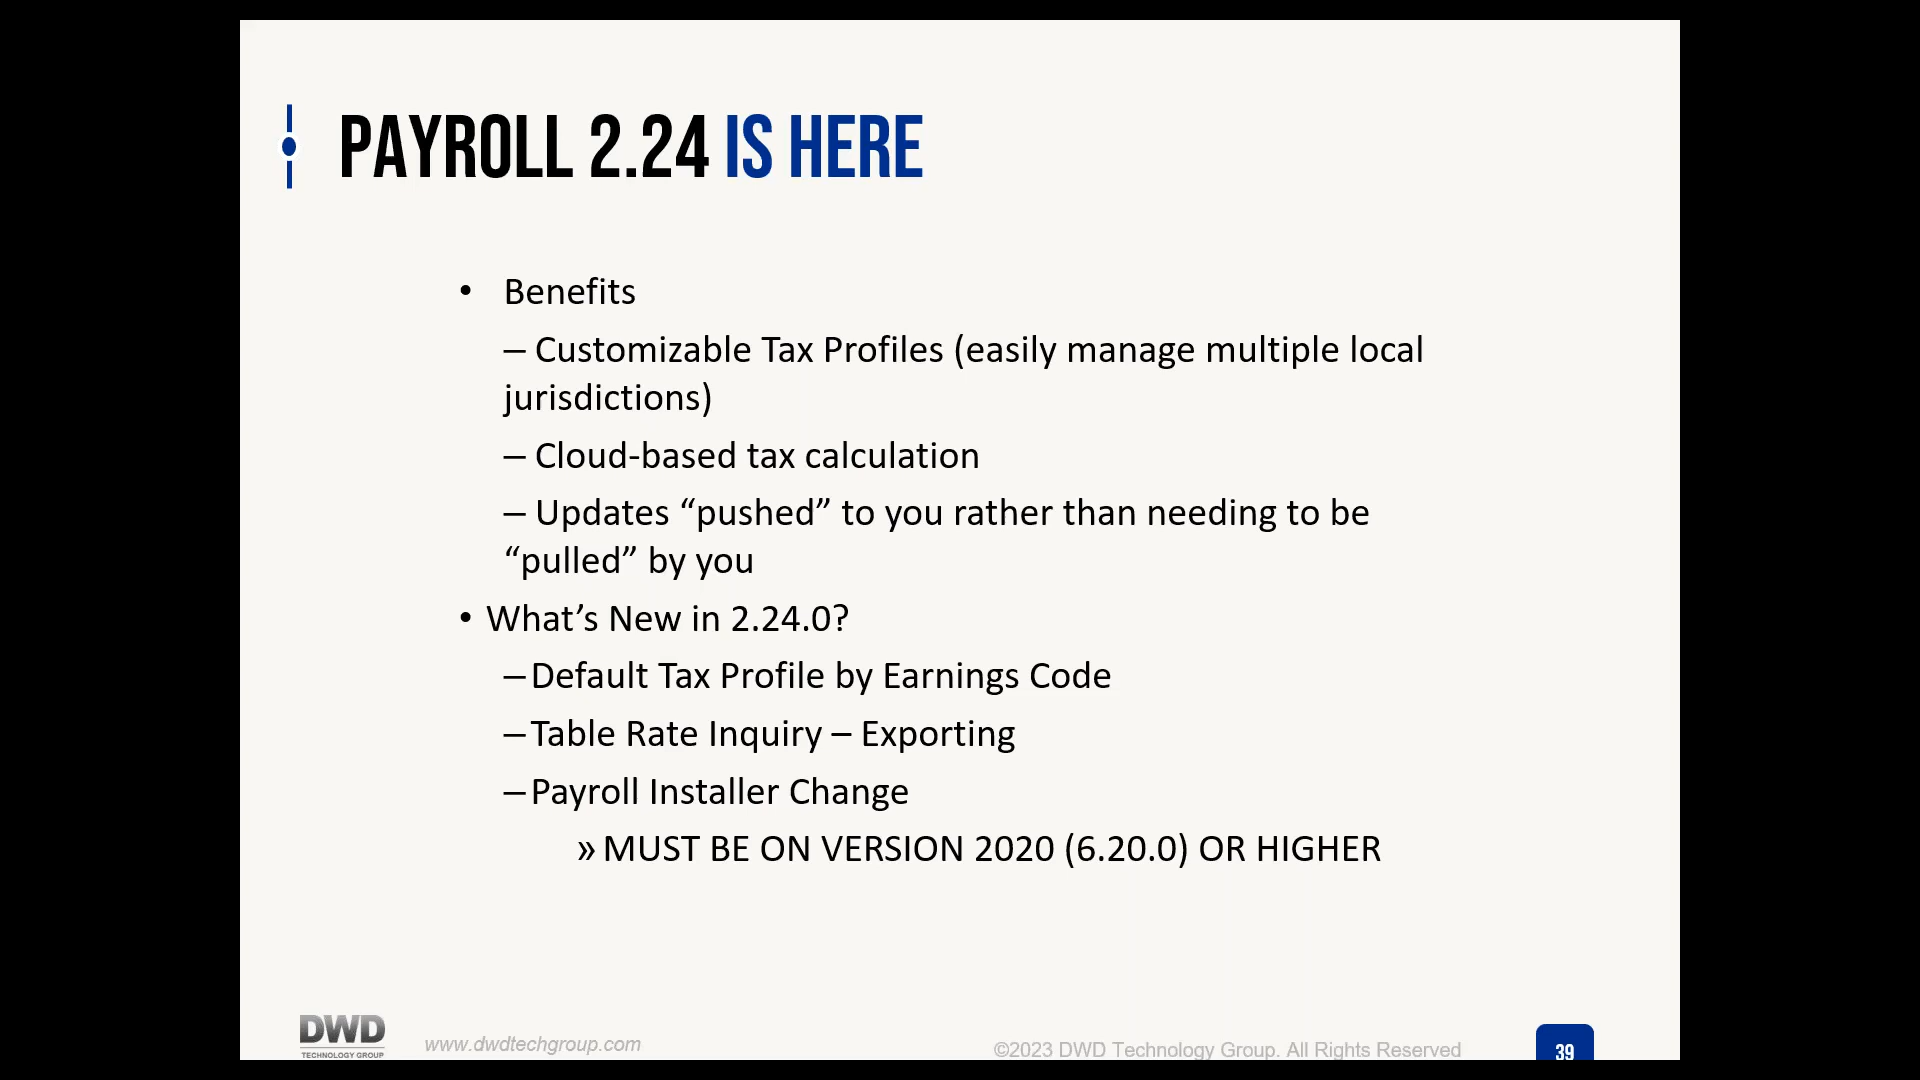 PAYROLL 2.24 IS HERE
• Benefits
– Customizable Tax Profiles (easily manage multiple local
jurisdictions)
– Cloud-based tax calculation
– Updates “pushed” to you rather than needing to be
“pulled” by you
• What’s New in 2.24.0?
–Default Tax Profile by Earnings Code
–Table Rate Inquiry – Exporting
–Payroll Installer Change
» MUST BE ON VERSION 2020 (6.20.0) OR HIGHER
DWD
TECHNOLOGY GROUP
www.dwdtechgroup.com
©2023 DWD Technology Group. All Rights Reserved
39